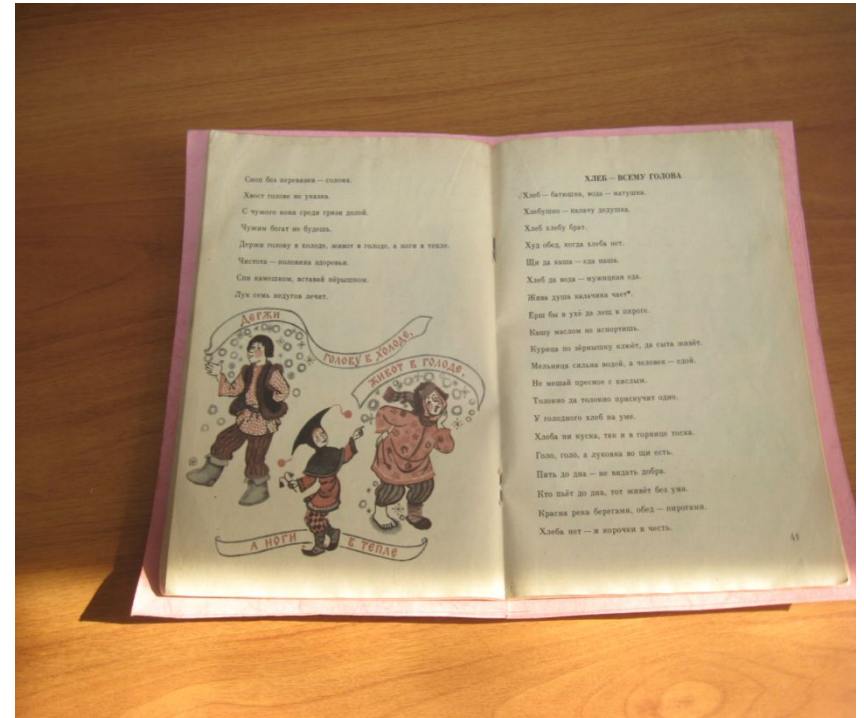 Сноп без перевязки — солома.
Хвост голове не указка.
С чужого коня среди грязи долой.
Чужим богат не будешь.
Держи голову в холоде, живот в голоде, а ноги в тепле.
Чистота — половина здоровья.
Спи камешком, вставай пёрышком.
Лук семь недугов лечит.
ДЕРЖИ
ГОЛОВУ В ХОЛОДЕ,
ЖИВОТ В ГОЛОДЕ,
А НОГИ
В ТЕПЛЕ
ХЛЕБ — ВСЕМУ ГОЛОВА
Хлеб — батюшка, вода — матушка.
Хлебушко — калачу дедушка.
Хлеб хлебу брат.
Худ обед, когда хлеба нет.
Щи да каша — еда наша.
Хлеб да вода — мужицкая еда.
Жива душа калачика чает*.
Ёрш бы в ухе да лещ в пироге.
Кашу маслом не испортишь.
Курица по зёрнышку клюёт, да сыта живёт.
Мельница сильна водой, а человек — едой.
Не мешай пресное с кислым.
Толокно да толокно прискучит одно.
У голодного хлеб на уме.
Хлеба ни куска, так и в горнице тоска.
Голо, голо, а луковка во щи есть.
Пить до дна — не видать добра.
Кто пьёт до дна, тот живёт без ума.
Красна река берегами, обед — пирогами.
Хлеба нет — и корочки в честь.
41